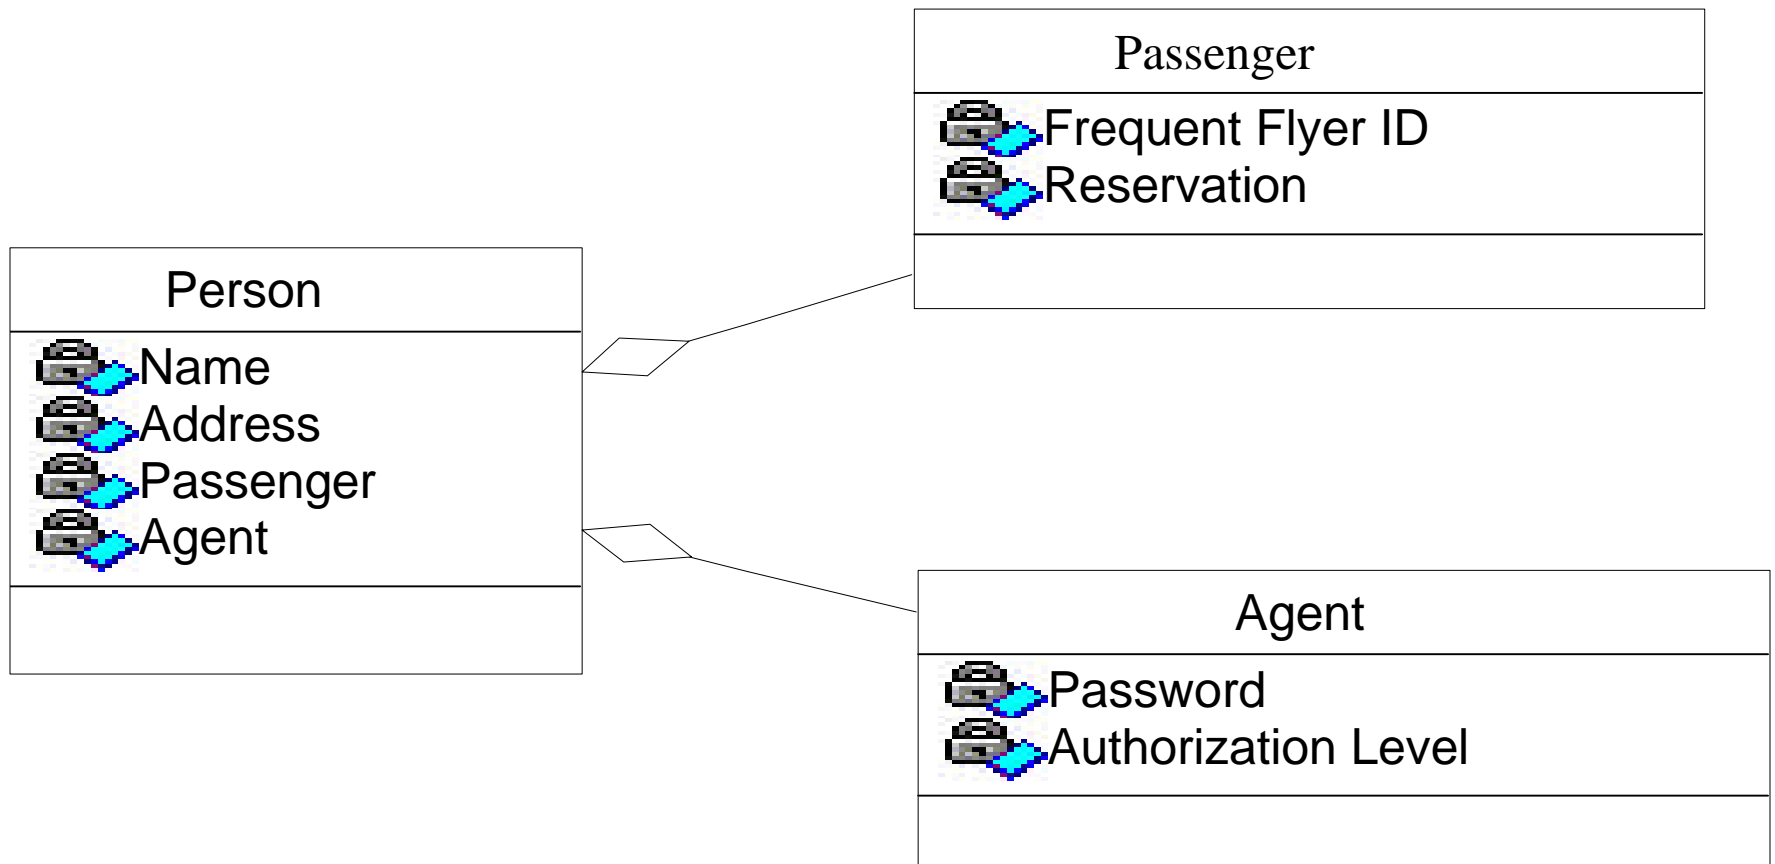 Passenger
Frequent Flyer ID
Reservation
Person
Name
Address
Passenger
Agent
Agent
Password
Authorization Level